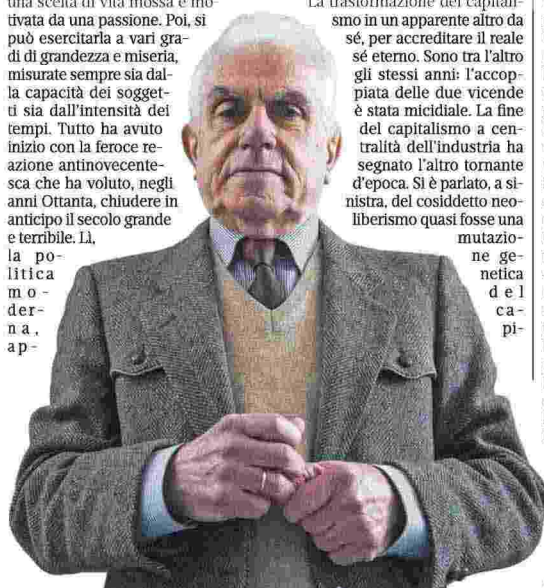 una scelta di vita mossa e mo-
tivata da una passione. Poi, si
può esercitarla a vari gra-
di di grandezza e miseria,
misurate sempre sia dal-
la capacità dei sogget-
ti sia dall'intensità dei
tempi. Tutto ha avuto
inizio con la feroce re-
azione antinovecente-
sca che ha voluto, negli
anni Ottanta, chiudere in
anticipo il secolo grande
e terribile. Lì,
la po-
litica
mo-
der-
na,
ap-
La trasformazione del capitali-
smo in un apparente altro da
sé, per accreditare il reale
sé eterno. Sono tra l'altro
gli stessi anni: l'accop-
piata delle due vicende
è stata micidiale. La fine
del capitalismo a cen-
tralità dell'industria ha
segnato l'altro tornante
d'epoca. Si è parlato, a si-
nistra, del cosiddetto neo-
liberismo quasi fosse una
mutazio-
ne ge-
netica
del
ca-
pi-